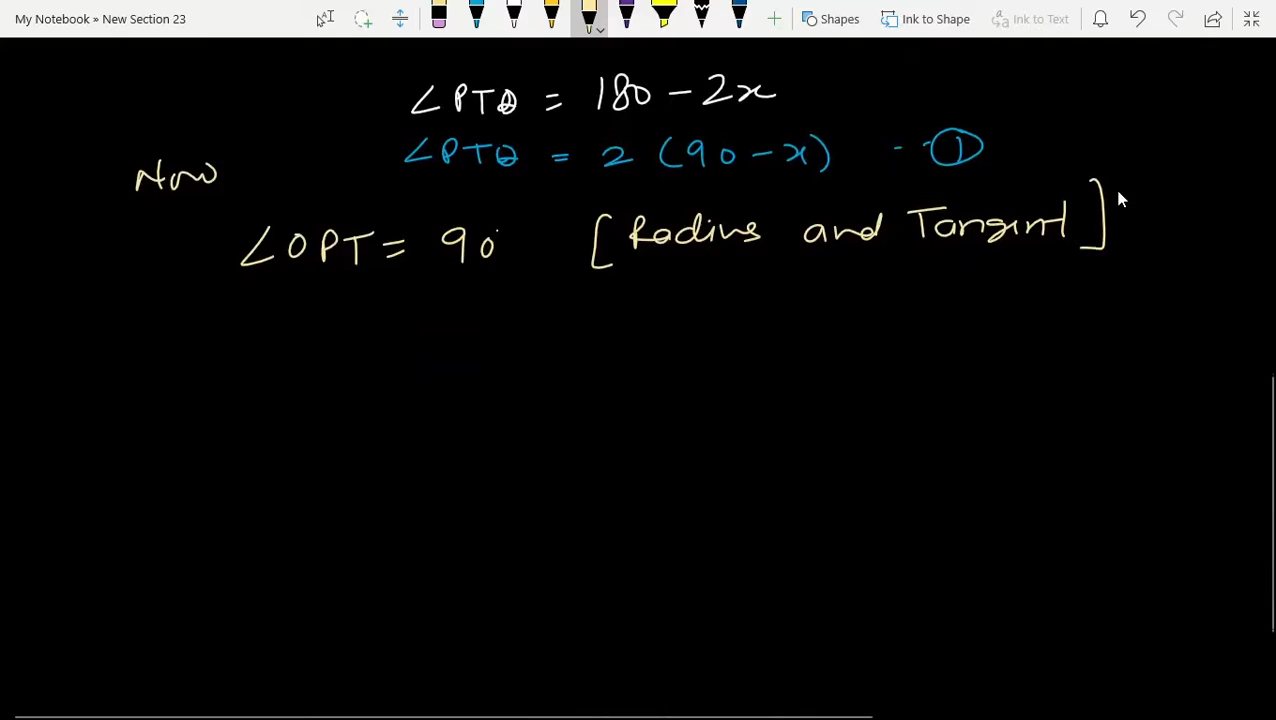 My Notebook » New Section 23
Shapes Ink to Shape Ink to Text
∠PTQ = 180 - 2x
∠PTQ = 2 (90 - x) -- ①
Now
∠OPT = 90° [Radius and Tangent]